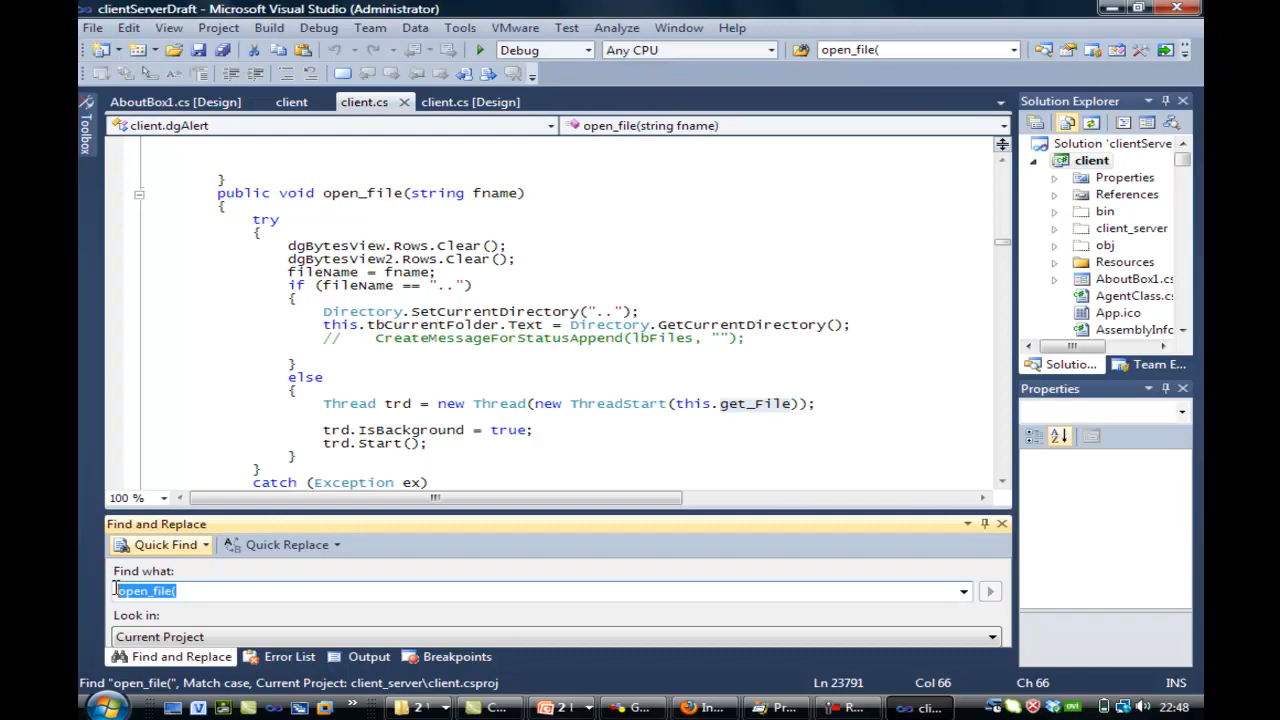 clientServerDraft - Microsoft Visual Studio (Administrator)
File Edit View Project Build Debug Team Data Tools VMware Test Analyze Window Help
Debug Any CPU open_file(
AboutBox1.cs [Design] client client.cs client.cs [Design]
client.dgAlert open_file(string fname)
}
public void open_file(string fname)
{
try
{
dgBytesView.Rows.Clear();
dgBytesView2.Rows.Clear();
fileName = fname;
if (fileName == "..")
{
Directory.SetCurrentDirectory("..");
this.tbCurrentFolder.Text = Directory.GetCurrentDirectory();
// CreateMessageForStatusAppend(lbFiles, "");
}
else
{
Thread trd = new Thread(new ThreadStart(this.get_File));
trd.IsBackground = true;
trd.Start();
}
}
catch (Exception ex)
100 %
Toolbox
Solution Explorer
Solution 'clientServe
client
Properties
References
bin
client_server
obj
Resources
AboutBox1.c
AgentClass.cs
App.ico
AssemblyInfo
Solutio... Team E...
Properties
Find and Replace
Quick Find Quick Replace
Find what:
open_file(
Look in:
Current Project
Find and Replace Error List Output Breakpoints
Find "open_file(", Match case, Current Project: client_server\client.csproj Ln 23791 Col 66 Ch 66 INS
2 I C... 2 I G... In... Pr... R... cli... 22:48